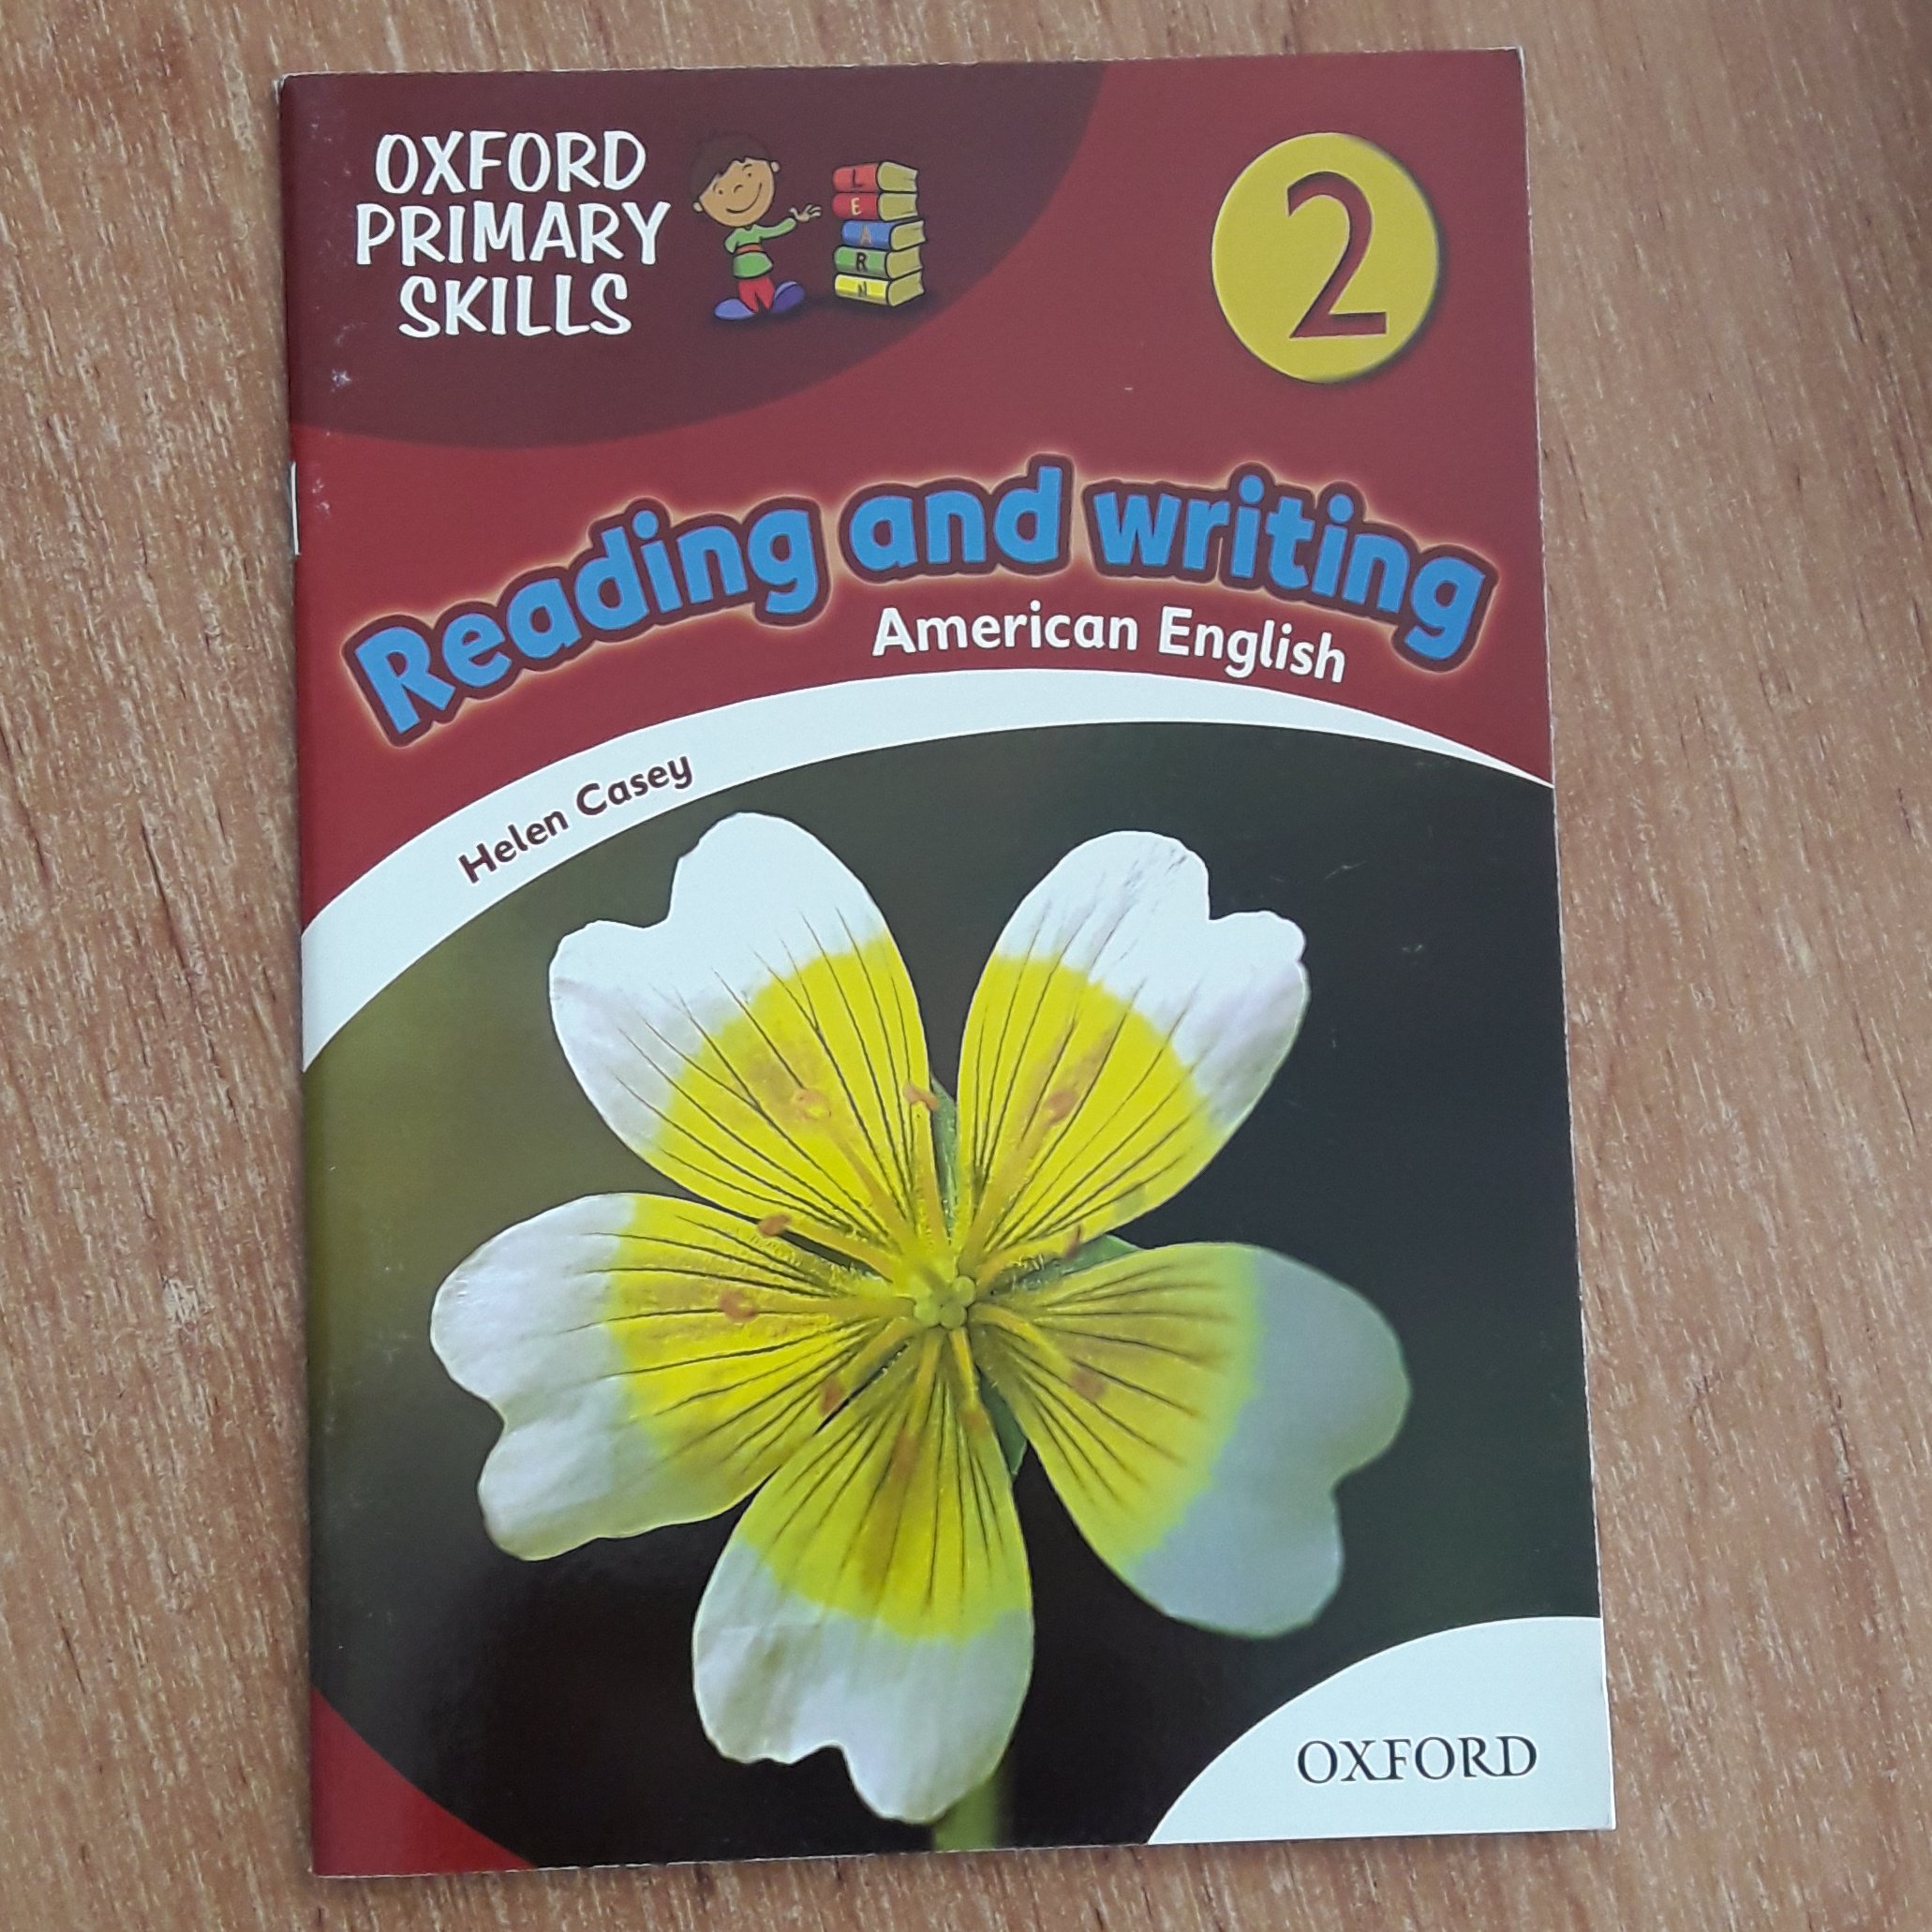 OXFORD
PRIMARY
SKILLS
L
E
A
R
N
2
Reading and writing
American English
Helen Casey
OXFORD